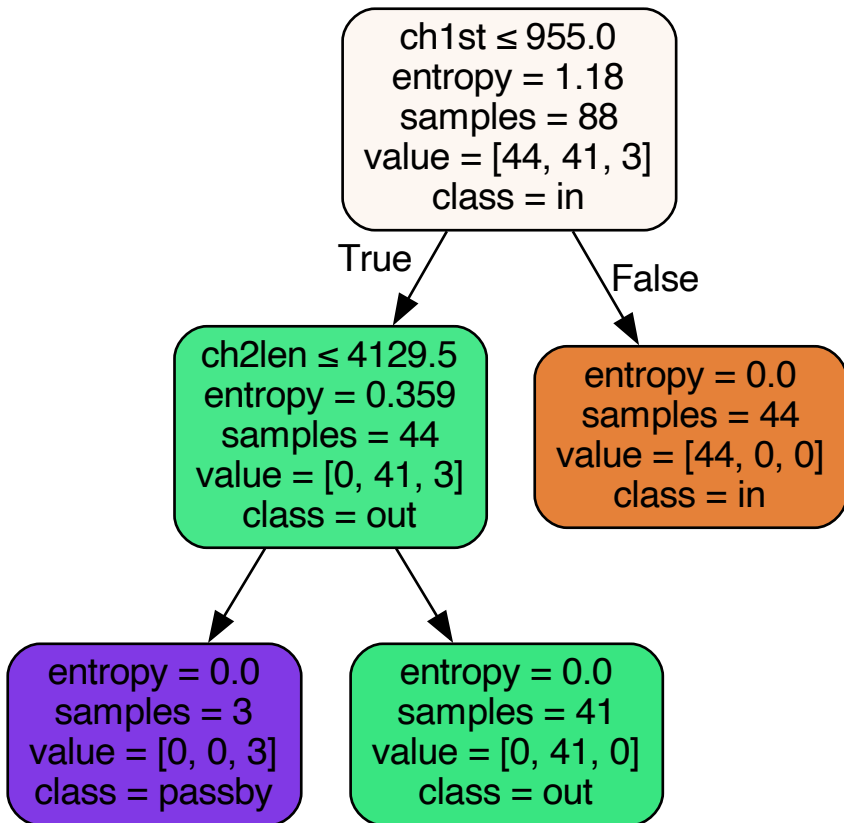 ch1st ≤ 955.0
entropy = 1.18
samples = 88
value = [44, 41, 3]
class = in
True
False
ch2len ≤ 4129.5
entropy = 0.359
samples = 44
value = [0, 41, 3]
class = out
entropy = 0.0
samples = 44
value = [44, 0, 0]
class = in
entropy = 0.0
samples = 3
value = [0, 0, 3]
class = passby
entropy = 0.0
samples = 41
value = [0, 41, 0]
class = out